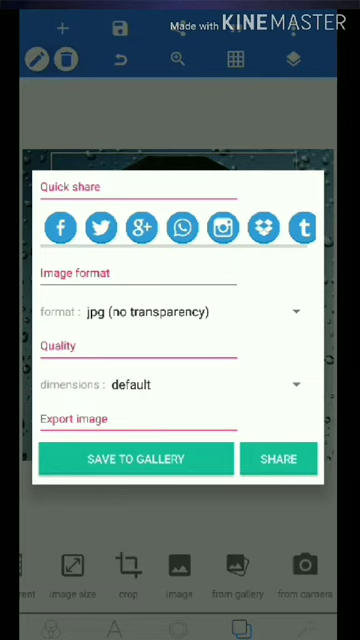 Made with KINEMASTER
Quick share
Image format
format : jpg (no transparency)
Quality
dimensions : default
Export image
SAVE TO GALLERY SHARE
rent image size crop image from gallery from camera